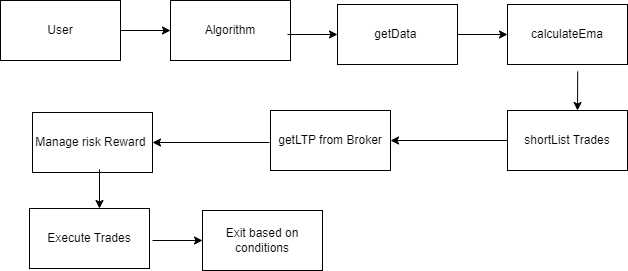 User
Algorithm
getData
calculateEma
shortList Trades
getLTP from Broker
Manage risk Reward
Execute Trades
Exit based on
conditions